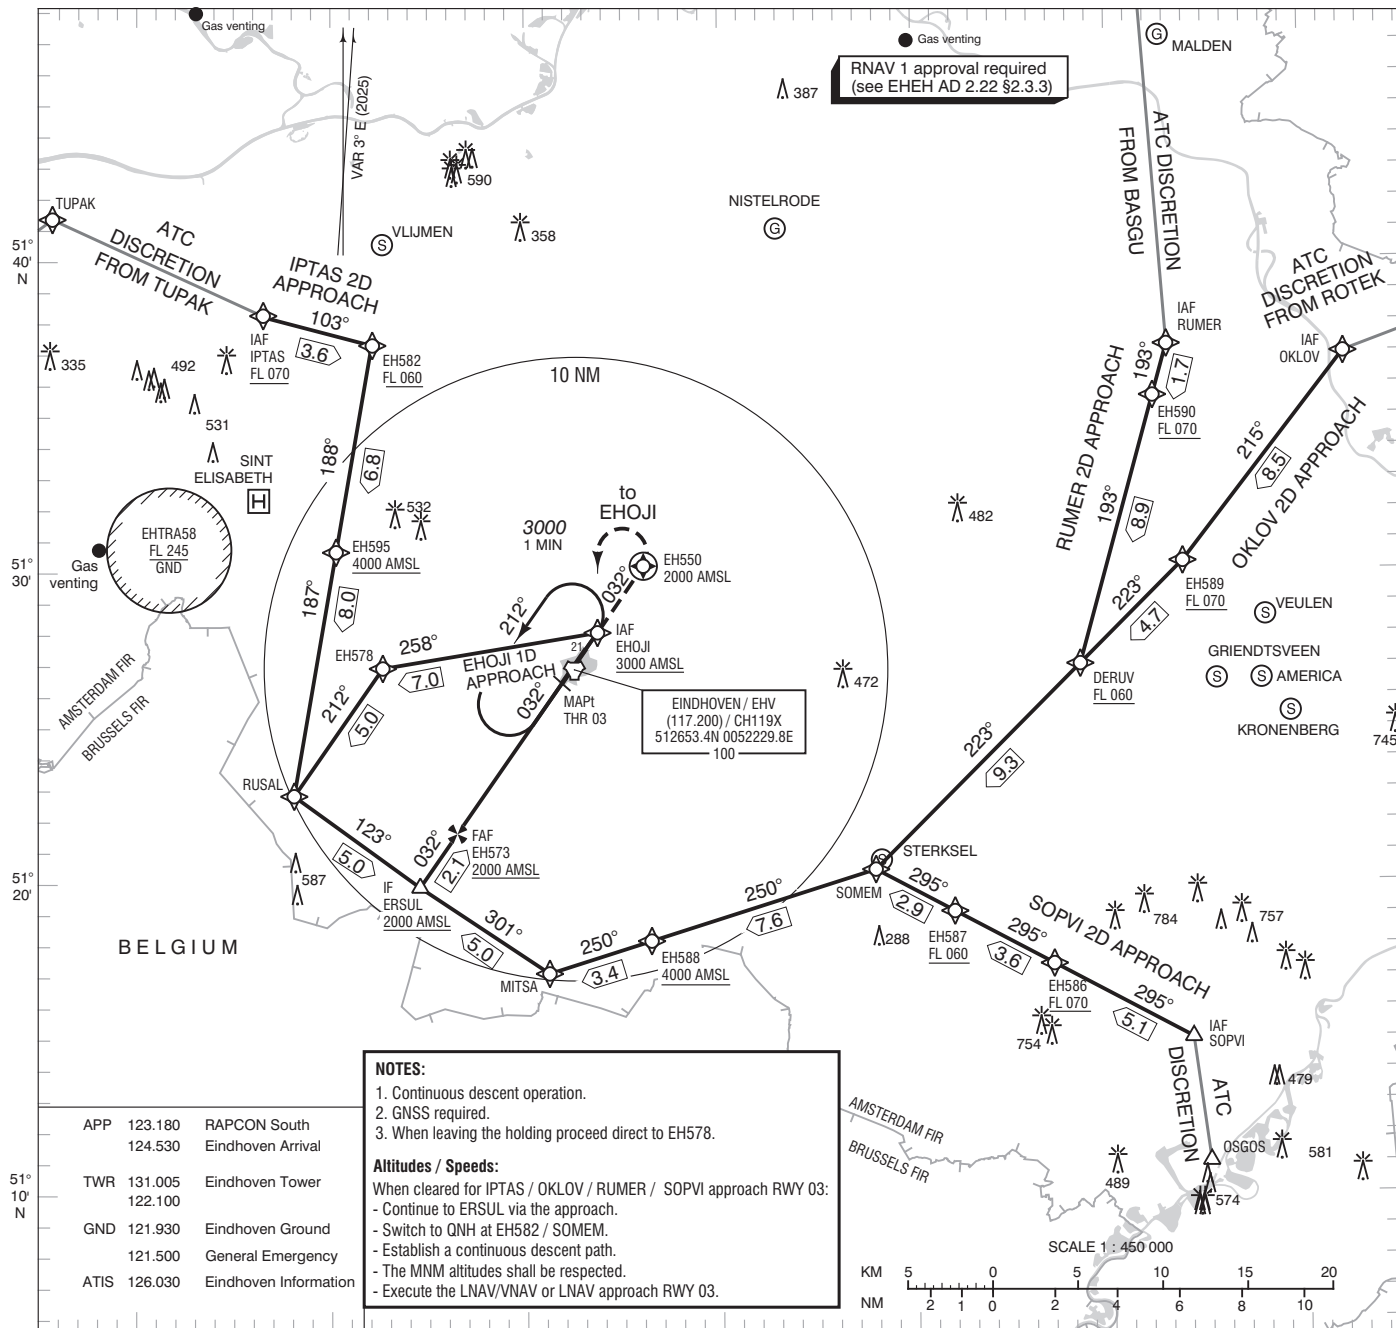 Gas venting
Gas venting
MALDEN
G
RNAV 1 approval required
(see EHEH AD 2.22 §2.3.3)
387
VAR 3° E (2025)
590
358
NISTELRODE
G
S
VLIJMEN
TUPAK
ATC
DISCRETION
FROM TUPAK
IPTAS 2D
APPROACH
103°
3.6
IAF
IPTAS
FL 070
EH582
FL 060
ATC DISCRETION
FROM BASGU
ATC
DISCRETION
FROM ROTEK
IAF
RUMER
IAF
OKLOV
51°
40'
N
335
492
531
SINT
ELISABETH
H
EHTRA58
FL 245
GND
Gas
venting
10 NM
188°
6.8
532
EH595
4000 AMSL
187°
8.0
3000
1 MIN
to
EHOJI
EH550
2000 AMSL
032°
212°
IAF
EHOJI
3000 AMSL
21
258°
7.0
EH578
EHOJI 1D
APPROACH
032°
MAPt
THR 03
EINDHOVEN / EHV
(117.200) / CH119X
512653.4N 0052229.8E
100
212°
5.0
RUSAL
193°
1.7
EH590
FL 070
RUMER 2D APPROACH
193°
8.9
215°
8.5
OKLOV 2D APPROACH
482
472
EH589
FL 070
223°
4.7
DERUV
FL 060
223°
9.3
S
VEULEN
GRIENDTSVEEN
S
S
AMERICA
S
KRONENBERG
745
51°
30'
N
AMSTERDAM FIR
BRUSSELS FIR
123°
5.0
587
IF
ERSUL
2000 AMSL
032°
2.1
FAF
EH573
2000 AMSL
301°
5.0
MITSA
250°
3.4
EH588
4000 AMSL
250°
7.6
S
STERKSEL
SOMEM
295°
2.9
EH587
FL 060
295°
3.6
EH586
FL 070
295°
5.1
SOPVI 2D APPROACH
IAF
SOPVI
288
784
757
754
479
581
489
574
ATC
DISCRETION
OSGOS
51°
20'
N
BELGIUM
AMSTERDAM FIR
BRUSSELS FIR
NOTES:
1. Continuous descent operation.
2. GNSS required.
3. When leaving the holding proceed direct to EH578.
Altitudes / Speeds:
When cleared for IPTAS / OKLOV / RUMER / SOPVI approach RWY 03:
- Continue to ERSUL via the approach.
- Switch to QNH at EH582 / SOMEM.
- Establish a continuous descent path.
- The MNM altitudes shall be respected.
- Execute the LNAV/VNAV or LNAV approach RWY 03.
APP 123.180 RAPCON South
124.530 Eindhoven Arrival
TWR 131.005 Eindhoven Tower
122.100
GND 121.930 Eindhoven Ground
121.500 General Emergency
ATIS 126.030 Eindhoven Information
51°
10'
N
SCALE 1 : 450 000
KM 5 0 5 10 15 20
NM 2 1 0 2 4 6 8 10